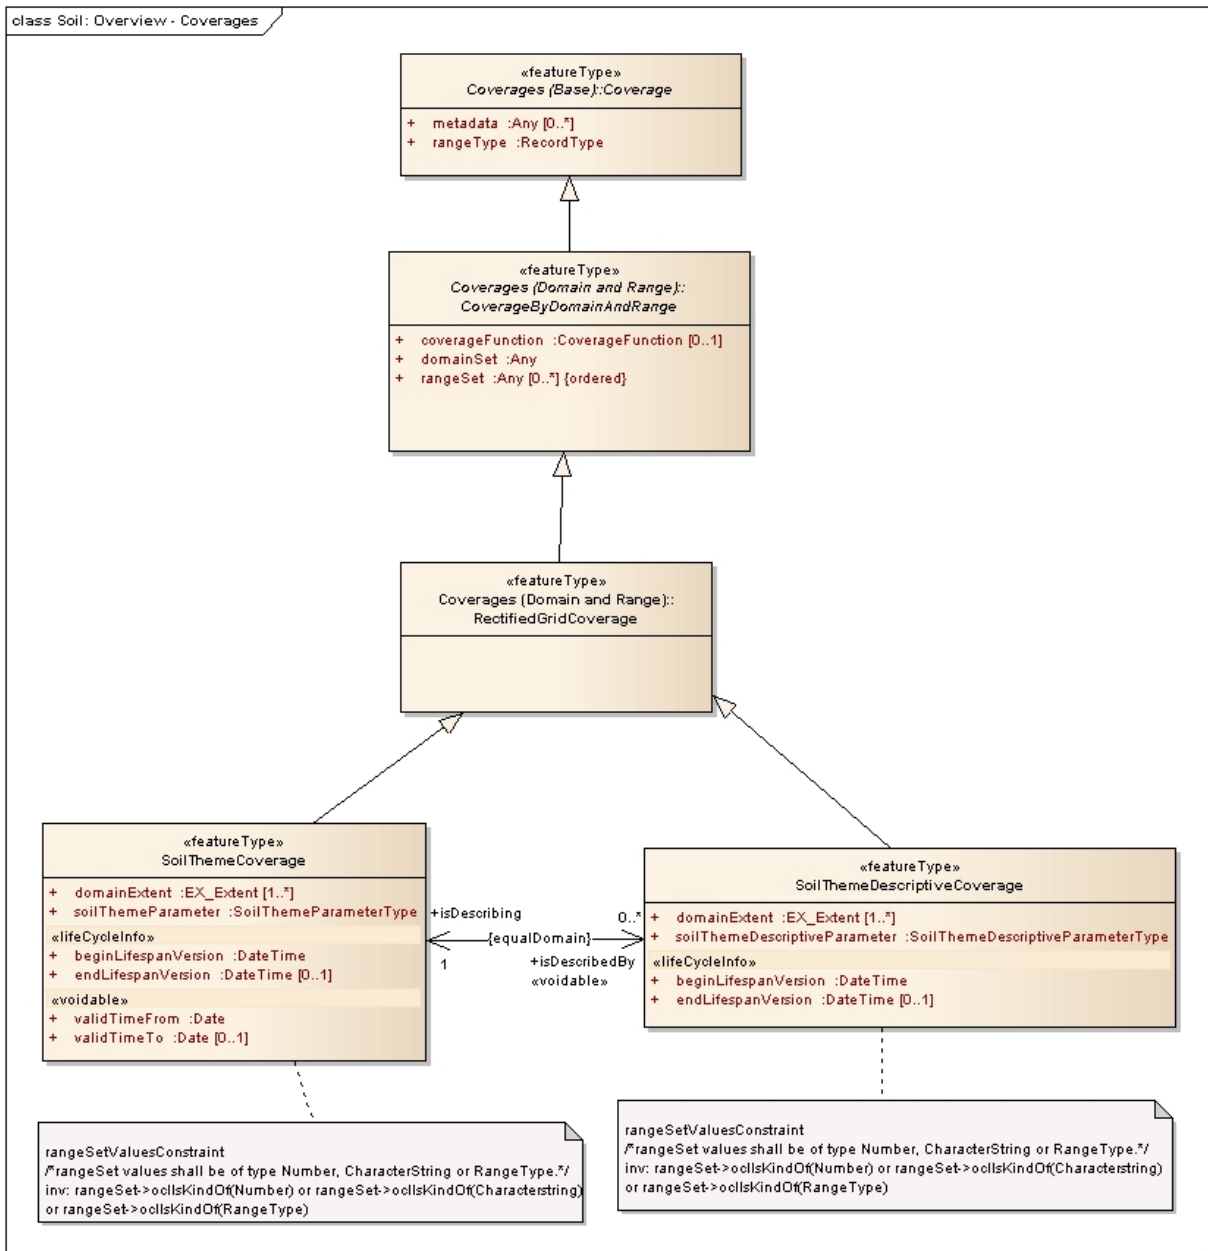 class Soil: Overview - Coverages
«featureType»
Coverages (Base)::Coverage
+ metadata :Any [0..*]
+ rangeType :RecordType
«featureType»
Coverages (Domain and Range)::
CoverageByDomainAndRange
+ coverageFunction :CoverageFunction [0..1]
+ domainSet :Any
+ rangeSet :Any [0..*] {ordered}
«featureType»
Coverages (Domain and Range)::
RectifiedGridCoverage
«featureType»
SoilThemeCoverage
+ domainExtent :EX_Extent [1..*]
+ soilThemeParameter :SoilThemeParameterType
«lifeCycleInfo»
+ beginLifespanVersion :DateTime
+ endLifespanVersion :DateTime [0..1]
«voidable»
+ validTimeFrom :Date
+ validTimeTo :Date [0..1]
+isDescribing
0..*
{equalDomain}
1
+isDescribedBy
«voidable»
«featureType»
SoilThemeDescriptiveCoverage
+ domainExtent :EX_Extent [1..*]
+ soilThemeDescriptiveParameter :SoilThemeDescriptiveParameterType
«lifeCycleInfo»
+ beginLifespanVersion :DateTime
+ endLifespanVersion :DateTime [0..1]
rangeSetValuesConstraint
/*rangeSet values shall be of type Number, CharacterString or RangeType.*/
inv: rangeSet->oclIsKindOf(Number) or rangeSet->oclIsKindOf(Characterstring)
or rangeSet->oclIsKindOf(RangeType)
rangeSetValuesConstraint
/*rangeSet values shall be of type Number, CharacterString or RangeType.*/
inv: rangeSet->oclIsKindOf(Number) or rangeSet->oclIsKindOf(Characterstring)
or rangeSet->oclIsKindOf(RangeType)